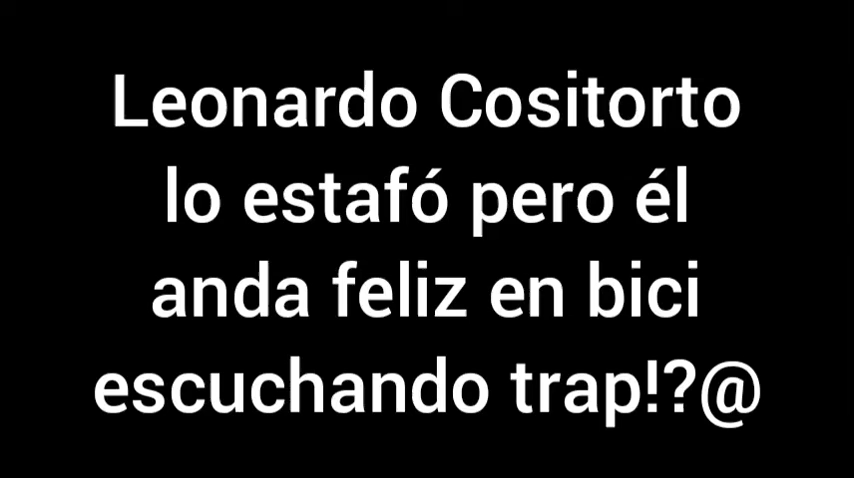 Leonardo Cositorto
lo estafó pero él
anda feliz en bici
escuchando trap!?@